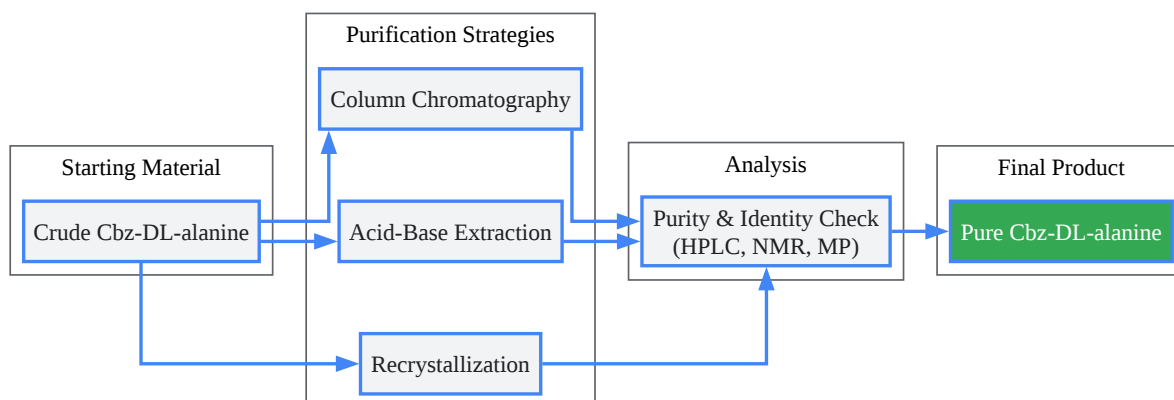 Starting Material
Crude Cbz-DL-alanine
Purification Strategies
Column Chromatography
Acid-Base Extraction
Recrystallization
Analysis
Purity & Identity Check
(HPLC, NMR, MP)
Final Product
Pure Cbz-DL-alanine